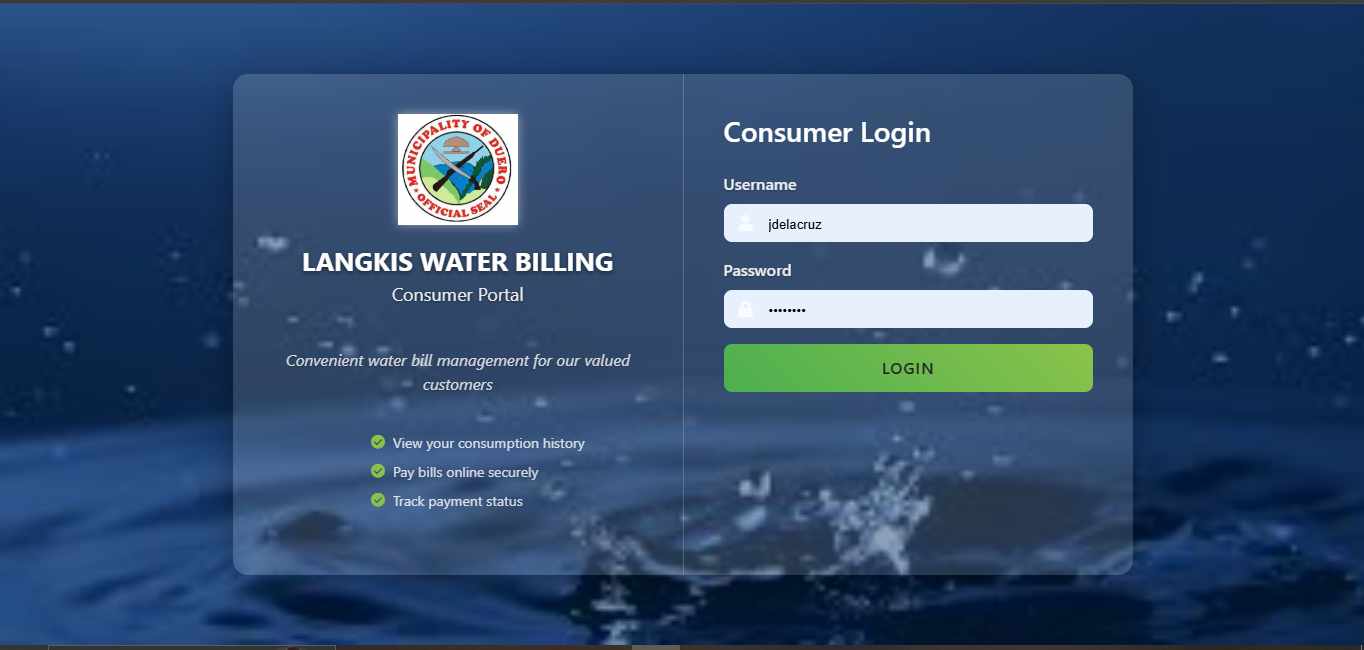 MUNICIPALITY OF DUERO
OFFICIAL SEAL
LANGKIS WATER BILLING
Consumer Portal
Convenient water bill management for our valued
customers
View your consumption history
Pay bills online securely
Track payment status
Consumer Login
Username
jdelacruz
Password
••••••••
LOGIN